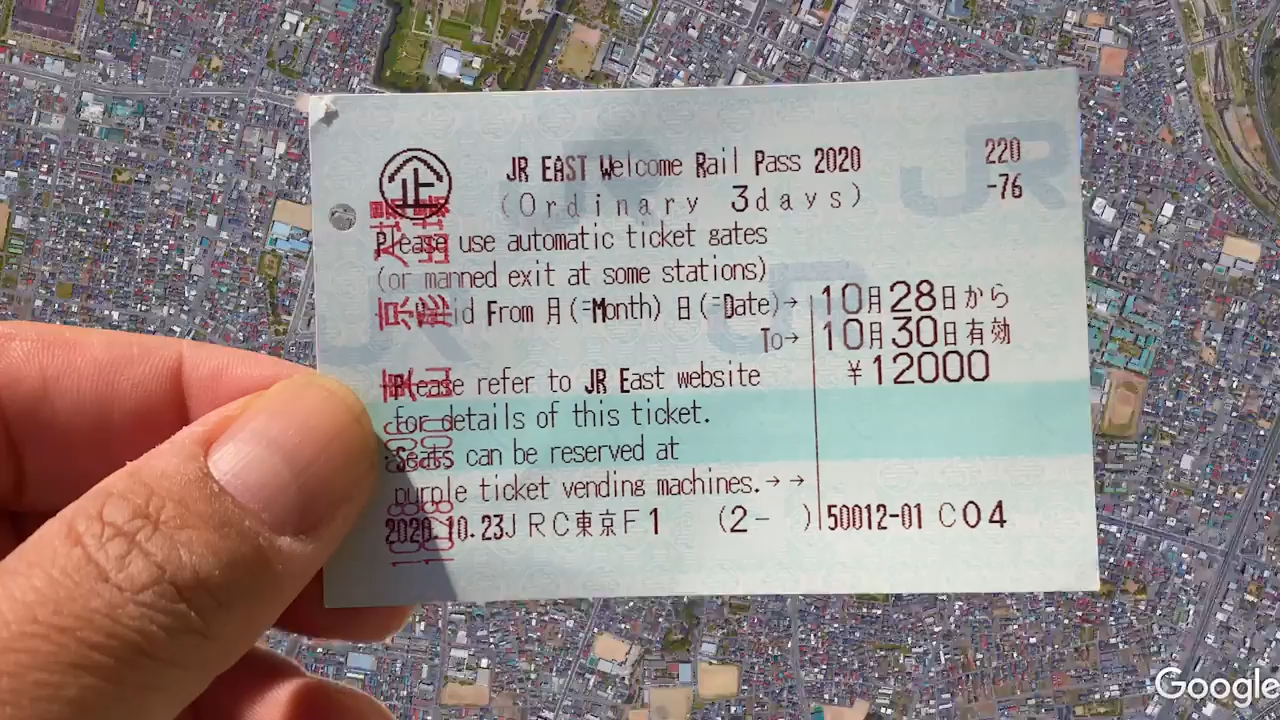 企
JR EAST Welcome Rail Pass 2020
(Ordinary 3days)
220
-76
Please use automatic ticket gates
(or manned exit at some stations)
id From 月(=Month) 日(=Date)→ 10月28日から
To→ 10月30日有効
¥12000
Please refer to JR East website
for details of this ticket.
Seats can be reserved at
purple ticket vending machines.→→
2020.10.23JRC東京F1 (2- ) 50012-01 C04
JR
Google